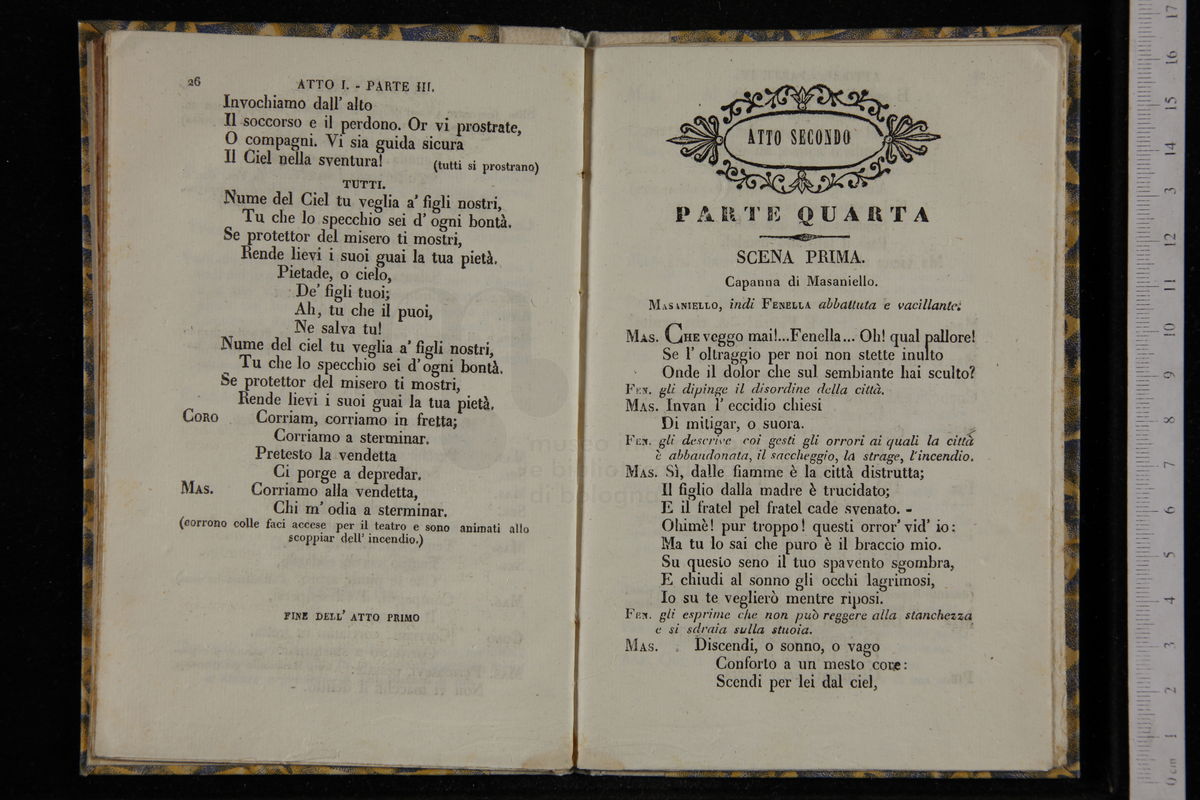 26 ATTO I. - PARTE III.
Invochiamo dall' alto
Il soccorso e il perdono. Or vi prostrate,
O compagni. Vi sia guida sicura
Il Ciel nella sventura! (tutti si prostrano)
TUTTI.
Nume del Ciel tu veglia a' figli nostri,
Tu che lo specchio sei d' ogni bontà.
Se protettor del misero ti mostri,
Rende lievi i suoi guai la tua pietà.
Pietade, o cielo,
De' figli tuoi;
Ah, tu che il puoi,
Ne salva tu!
Nume del ciel tu veglia a' figli nostri,
Tu che lo specchio sei d' ogni bontà.
Se protettor del misero ti mostri,
Rende lievi i suoi guai la tua pietà.
CORO Corriam, corriamo in fretta;
Corriamo a sterminar.
Pretesto la vendetta
Ci porge a depredar.
MAS. Corriamo alla vendetta,
Chi m' odia a sterminar.
(corrono colle faci accese per il teatro e sono animati allo
scoppiar dell' incendio.)
FINE DELL' ATTO PRIMO
ATTO SECONDO
PARTE QUARTA
SCENA PRIMA.
Capanna di Masaniello.
MASANIELLO, indi FENELLA abbattuta e vacillante.
MAS. CHE veggo mai!...Fenella... Oh! qual pallore!
Se l' oltraggio per noi non stette inulto
Onde il dolor che sul sembiante hai sculto?
FEN. gli dipinge il disordine della città.
MAS. Invan l' eccidio chiesi
Di mitigar, o suora.
FEN. gli descrive coi gesti gli orrori ai quali la città
è abbandonata, il saccheggio, la strage, l'incendio.
MAS. Sì, dalle fiamme è la città distrutta;
Il figlio dalla madre è trucidato;
E il fratel pel fratel cade svenato. -
Ohimè! pur troppo! questi orror' vid' io:
Ma tu lo sai che puro è il braccio mio.
Su questo seno il tuo spavento sgombra,
E chiudi al sonno gli occhi lagrimosi,
Io su te veglierò mentre riposi.
FEN. gli esprime che non può reggere alla stanchezza
e si sdraia sulla stuoia.
MAS. Discendi, o sonno, o vago
Conforto a un mesto core:
Scendi per lei dal ciel,